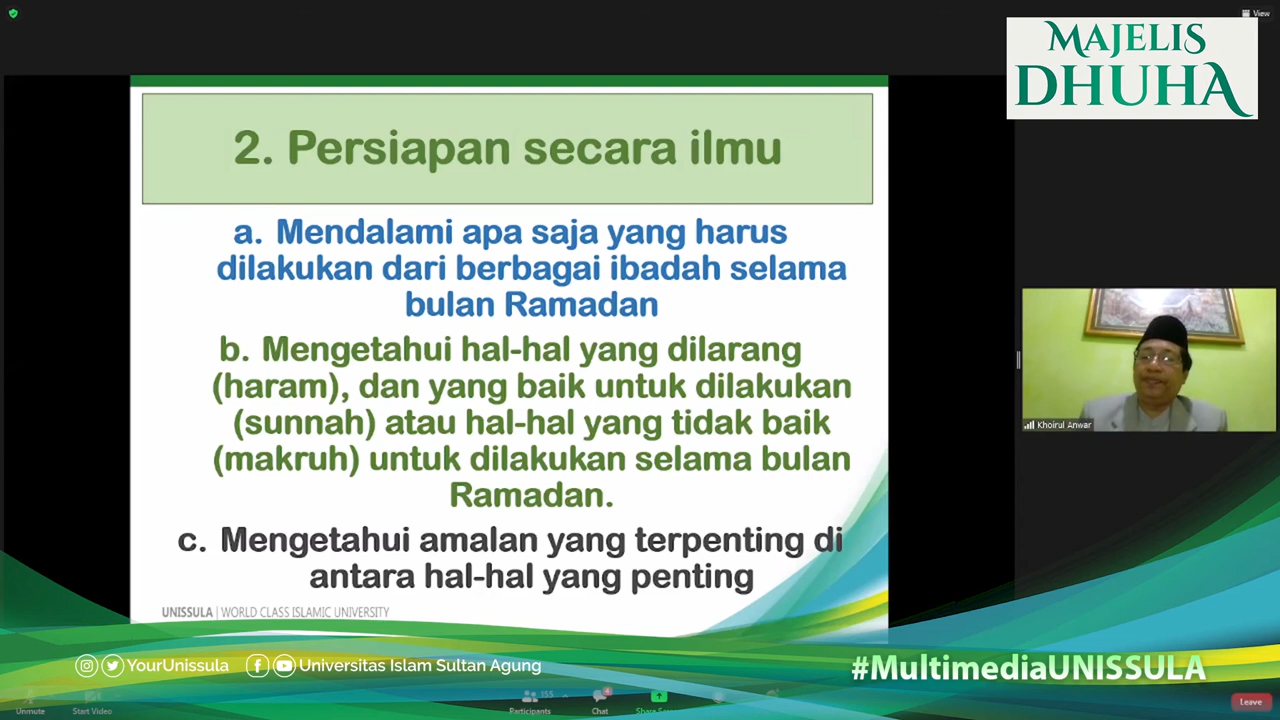 View
MAJELIS
DHUHA
2. Persiapan secara ilmu
a. Mendalami apa saja yang harus
dilakukan dari berbagai ibadah selama
bulan Ramadan
b. Mengetahui hal-hal yang dilarang
(haram), dan yang baik untuk dilakukan
(sunnah) atau hal-hal yang tidak baik
(makruh) untuk dilakukan selama bulan
Ramadan.
c. Mengetahui amalan yang terpenting di
antara hal-hal yang penting
Khoirul Anwar
UNISSULA | WORLD CLASS ISLAMIC UNIVERSITY
YourUnissula
Universitas Islam Sultan Agung
#MultimediaUNISSULA
Unmute
Start Video
155
Participants
Chat
Share
Leave